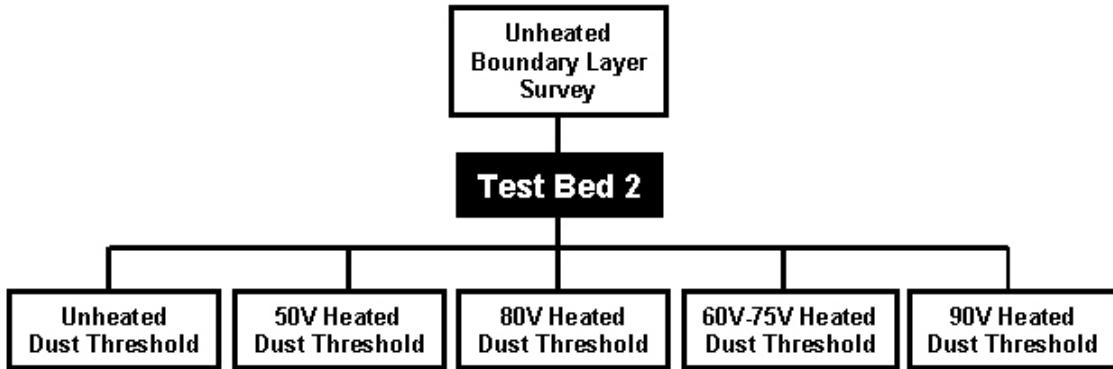 Unheated
Boundary Layer
Survey
Test Bed 2
Unheated
Dust Threshold
50V Heated
Dust Threshold
80V Heated
Dust Threshold
60V-75V Heated
Dust Threshold
90V Heated
Dust Threshold